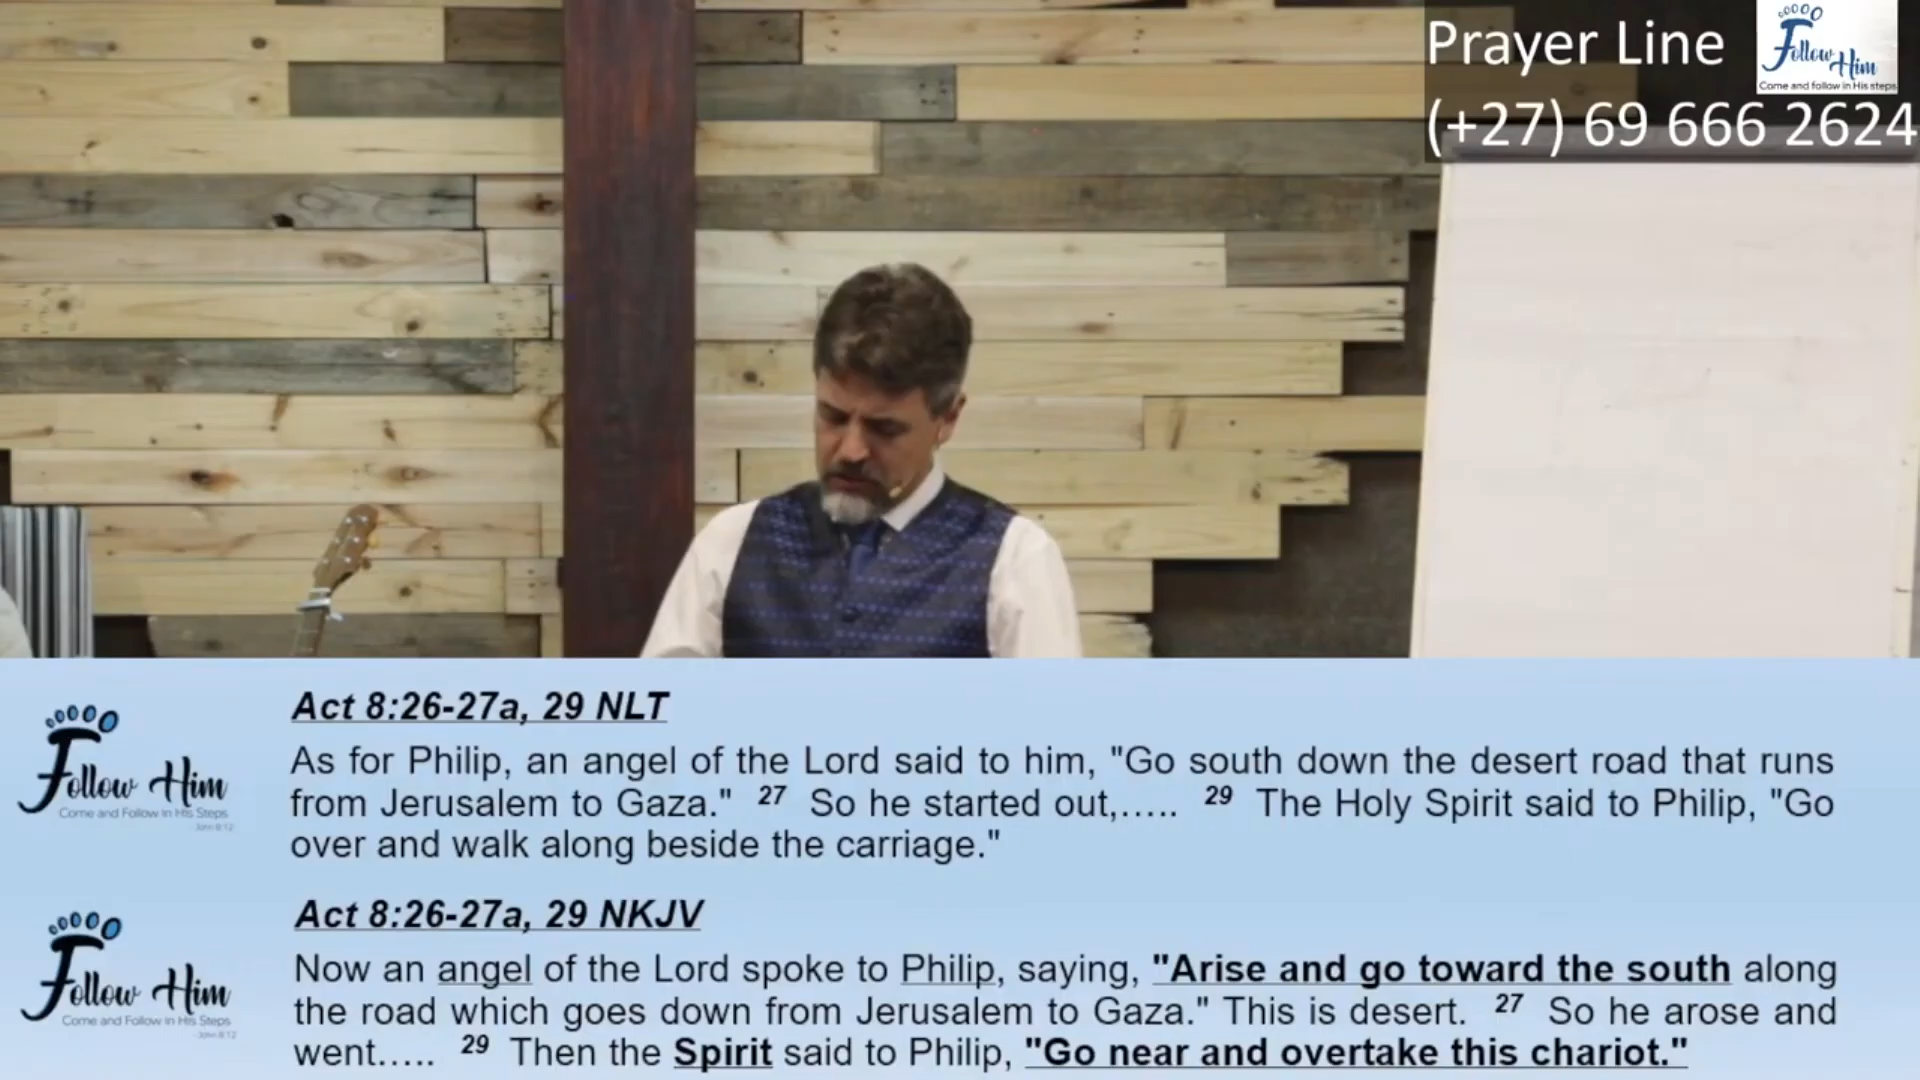 Prayer Line
Follow Him
Come and follow in His steps
(+27) 69 666 2624
Act 8:26-27a, 29 NLT
As for Philip, an angel of the Lord said to him, "Go south down the desert road that runs
from Jerusalem to Gaza." 27 So he started out,..... 29 The Holy Spirit said to Philip, "Go
over and walk along beside the carriage."
Follow Him
Come and Follow in His Steps
- John 8:12
Act 8:26-27a, 29 NKJV
Now an angel of the Lord spoke to Philip, saying, "Arise and go toward the south along
the road which goes down from Jerusalem to Gaza." This is desert. 27 So he arose and
went..... 29 Then the Spirit said to Philip, "Go near and overtake this chariot."
Follow Him
Come and Follow in His Steps
- John 8:12